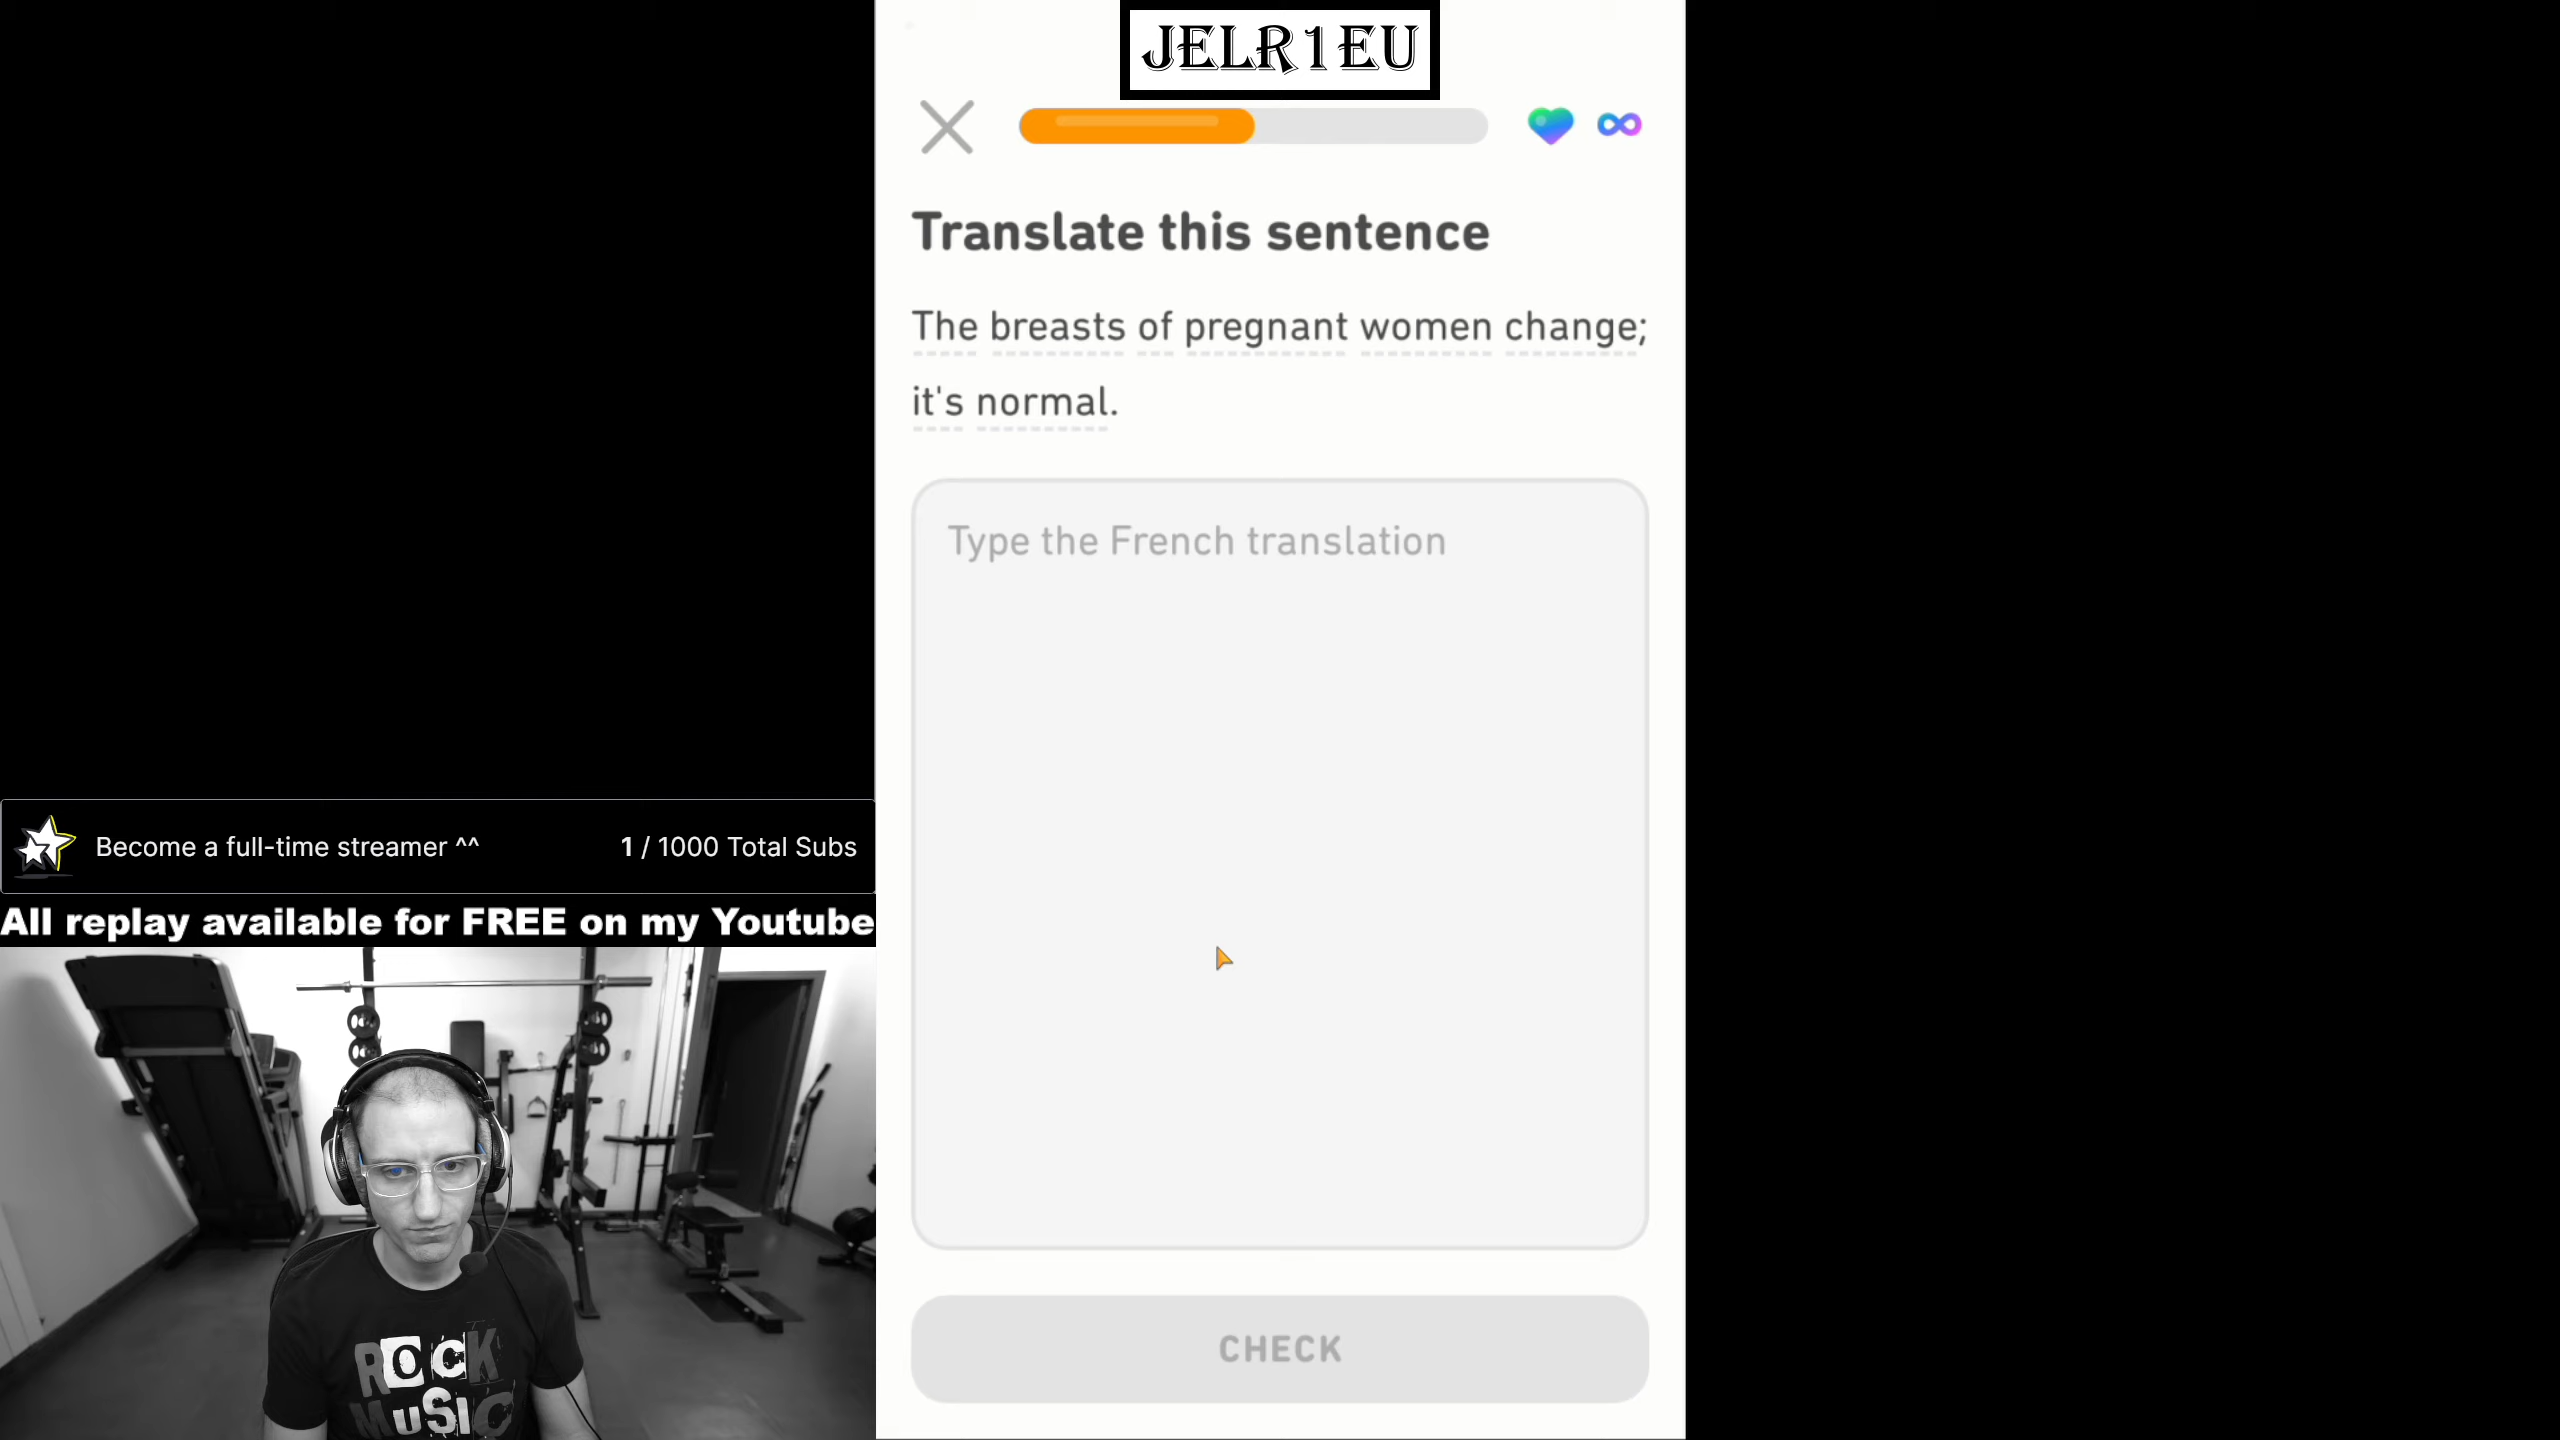 JELR1EU
Translate this sentence
The breasts of pregnant women change;
it's normal.
Type the French translation
Become a full-time streamer ^^ 1 / 1000 Total Subs
All replay available for FREE on my Youtube
ROCK
MUSIC
CHECK